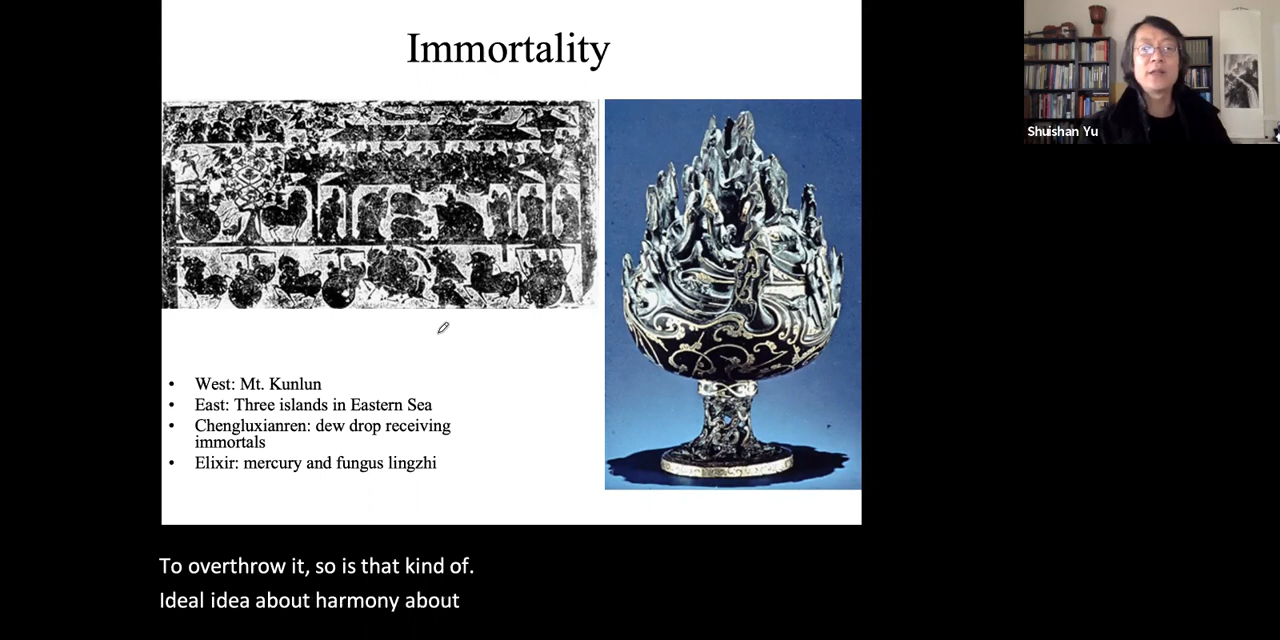 Immortality
Shuishan Yu
• West: Mt. Kunlun
• East: Three islands in Eastern Sea
• Chengluxianren: dew drop receiving
immortals
• Elixir: mercury and fungus lingzhi
To overthrow it, so is that kind of.
Ideal idea about harmony about